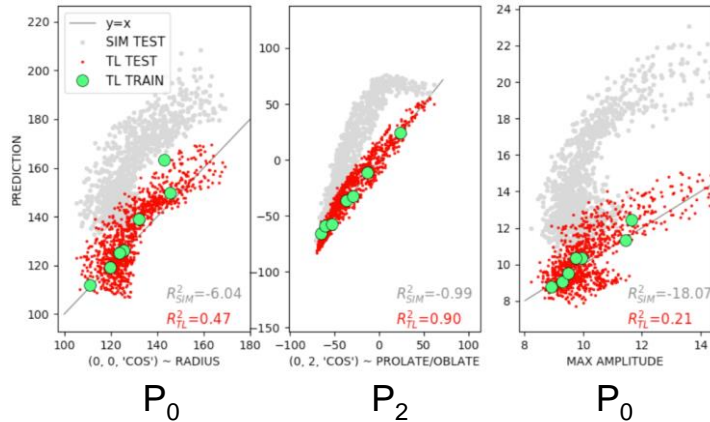 220
200
180
160
140
120
100
PREDICTION
y=x
SIM TEST
TL TEST
TL TRAIN
R²SIM=-6.04
R²TL=0.47
100 120 140 160 180
(0, 0, 'COS') ~ RADIUS
P0
100
50
0
−50
−100
−150
R²SIM=-0.99
R²TL=0.90
−100 −50 0 50 100
(0, 2, 'COS') ~ PROLATE/OBLATE
P2
22
20
18
16
14
12
10
8
R²SIM=-18.07
R²TL=0.21
8 10 12 14
MAX AMPLITUDE
P0